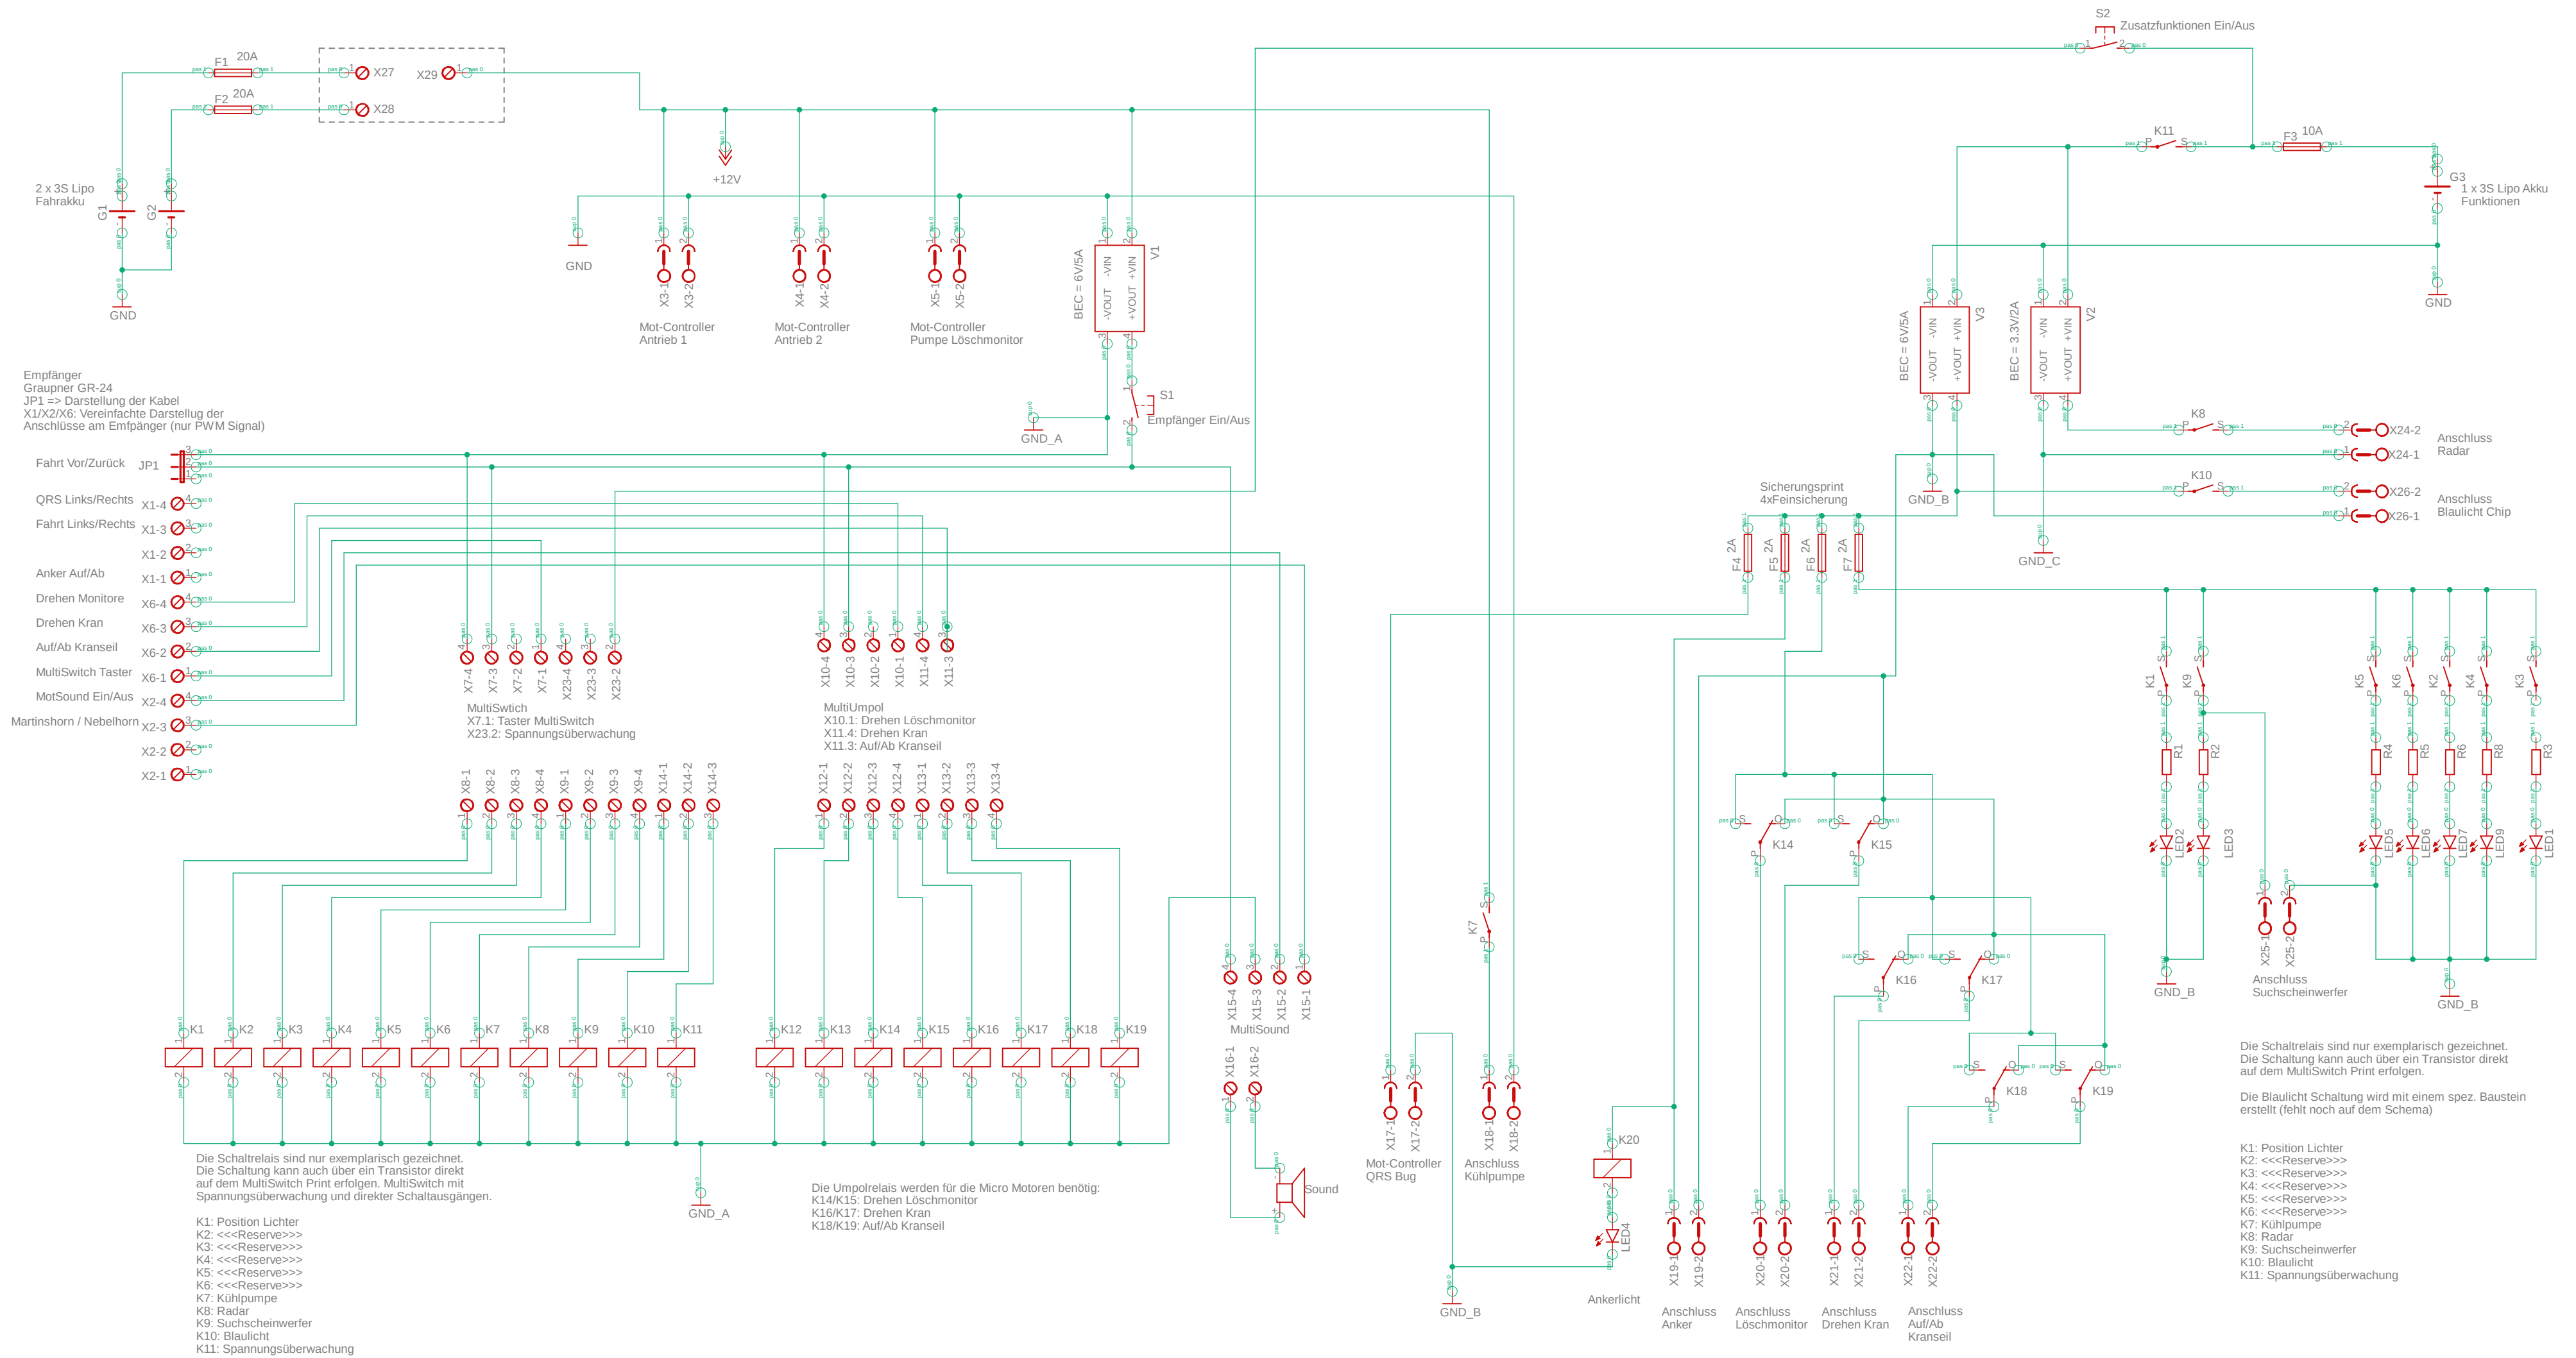 S2
Zusatzfunktionen Ein/Aus
F1 20A
F2 20A
X27
X28
X29
+12V
2 x 3S Lipo
Fahrakku
G1
G2
GND
GND
X3-1
X3-2
Mot-Controller
Antrieb 1
X4-1
X4-2
Mot-Controller
Antrieb 2
X5-1
X5-2
Mot-Controller
Pumpe Löschmonitor
BEC = 6V/5A
-VIN
+VIN
-VOUT
+VOUT
V1
S1
Empfänger Ein/Aus
GND_A
K11
P
S
F3 10A
G3
1 x 3S Lipo Akku
Funktionen
GND
BEC = 6V/5A
-VIN
+VIN
-VOUT
+VOUT
V3
BEC = 3.3V/2A
-VIN
+VIN
-VOUT
+VOUT
V2
K8
P
S
X24-2
X24-1
Anschluss
Radar
K10
P
S
X26-2
X26-1
Anschluss
Blaulicht Chip
GND_B
GND_C
Sicherungsprint
4xFeinsicherung
F4 2A
F5 2A
F6 2A
F7 2A
Empfänger
Graupner GR-24
JP1 => Darstellung der Kabel
X1/X2/X6: Vereinfachte Darstellug der
Anschlüsse am Emfpänger (nur PWM Signal)
Fahrt Vor/Zurück JP1
QRS Links/Rechts X1-4
Fahrt Links/Rechts X1-3
X1-2
Anker Auf/Ab X1-1
Drehen Monitore X6-4
Drehen Kran X6-3
Auf/Ab Kranseil X6-2
MultiSwitch Taster X6-1
MotSound Ein/Aus X2-4
Martinshorn / Nebelhorn X2-3
X2-2
X2-1
X7-4
X7-3
X7-2
X7-1
X23-4
X23-3
X23-2
MultiSwtich
X7.1: Taster MultiSwitch
X23.2: Spannungsüberwachung
X10-4
X10-3
X10-2
X10-1
X11-4
X11-3
MultiUmpol
X10.1: Drehen Löschmonitor
X11.4: Drehen Kran
X11.3: Auf/Ab Kranseil
X8-1
X8-2
X8-3
X8-4
X9-1
X9-2
X9-3
X9-4
X14-1
X14-2
X14-3
X12-1
X12-2
X12-3
X12-4
X13-1
X13-2
X13-3
X13-4
K1
K2
K3
K4
K5
K6
K7
K8
K9
K10
K11
K12
K13
K14
K15
K16
K17
K18
K19
GND_A
X15-4
X15-3
X15-2
X15-1
MultiSound
X16-1
X16-2
Sound
K7
P
S
X17-1
X17-2
Mot-Controller
QRS Bug
X18-1
X18-2
Anschluss
Kühlpumpe
GND_B
K20
LED4
Ankerlicht
X19-1
X19-2
Anschluss
Anker
X20-1
X20-2
Anschluss
Löschmonitor
X21-1
X21-2
Anschluss
Drehen Kran
X22-1
X22-2
Anschluss
Auf/Ab
Kranseil
K14
K15
K16
K17
K18
K19
K1
K9
K5
K6
K2
K4
K3
R1
R2
R4
R5
R6
R8
R3
LED2
LED3
LED5
LED6
LED7
LED9
LED1
GND_B
X25-1
X25-2
Anschluss
Suchscheinwerfer
GND_B
Die Schaltrelais sind nur exemplarisch gezeichnet.
Die Schaltung kann auch über ein Transistor direkt
auf dem MultiSwitch Print erfolgen. MultiSwitch mit
Spannungsüberwachung und direkter Schaltausgängen.
K1: Position Lichter
K2: <<<Reserve>>>
K3: <<<Reserve>>>
K4: <<<Reserve>>>
K5: <<<Reserve>>>
K6: <<<Reserve>>>
K7: Kühlpumpe
K8: Radar
K9: Suchscheinwerfer
K10: Blaulicht
K11: Spannungsüberwachung
Die Umpolrelais werden für die Micro Motoren benötig:
K14/K15: Drehen Löschmonitor
K16/K17: Drehen Kran
K18/K19: Auf/Ab Kranseil
Die Schaltrelais sind nur exemplarisch gezeichnet.
Die Schaltung kann auch über ein Transistor direkt
auf dem MultiSwitch Print erfolgen.
Die Blaulicht Schaltung wird mit einem spez. Baustein
erstellt (fehlt noch auf dem Schema)
K1: Position Lichter
K2: <<<Reserve>>>
K3: <<<Reserve>>>
K4: <<<Reserve>>>
K5: <<<Reserve>>>
K6: <<<Reserve>>>
K7: Kühlpumpe
K8: Radar
K9: Suchscheinwerfer
K10: Blaulicht
K11: Spannungsüberwachung